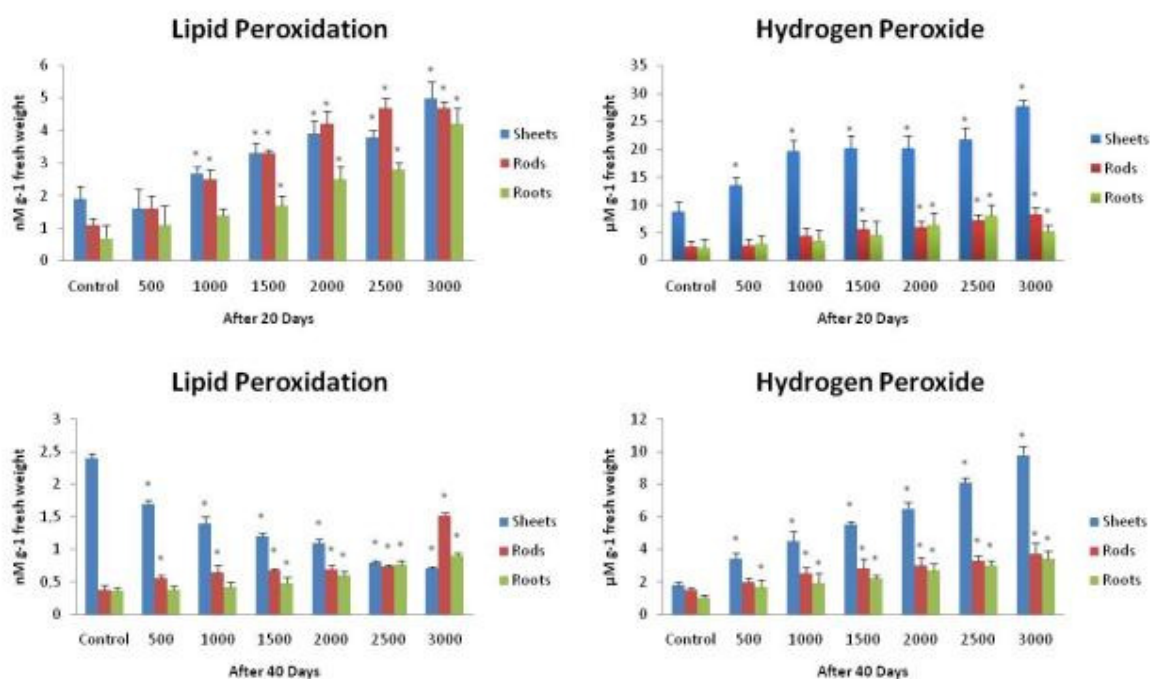 Lipid Peroxidation
nM g-1 fresh weight
6
5
4
3
2
1
0
* * * * * * * * * * * * * *
Control 500 1000 1500 2000 2500 3000
After 20 Days
Sheets
Rods
Roots
Hydrogen Peroxide
µM g-1 fresh weight
35
30
25
20
15
10
5
0
* * * * * * * * * * * * *
Control 500 1000 1500 2000 2500 3000
After 20 Days
Sheets
Rods
Roots
Lipid Peroxidation
nM g-1 fresh weight
3
2.5
2
1.5
1
0.5
0
* * * * * * * * * * * * * * * *
Control 500 1000 1500 2000 2500 3000
After 40 Days
Sheets
Rods
Roots
Hydrogen Peroxide
µM g-1 fresh weight
12
10
8
6
4
2
0
* * * * * * * * * * * * * * * * *
Control 500 1000 1500 2000 2500 3000
After 40 Days
Sheets
Rods
Roots